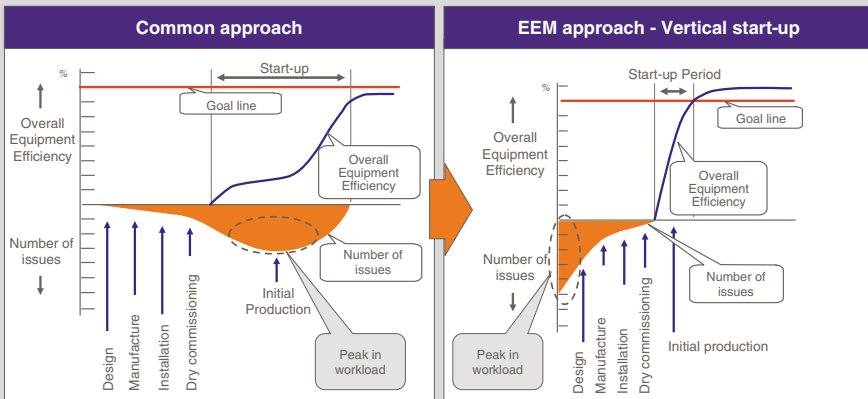 Common approach
%
Start-up
Goal line
Overall
Equipment
Efficiency
Overall
Equipment
Efficiency
Number of
issues
Number of
issues
Initial
Production
Peak in
workload
Design
Manufacture
Installation
Dry commissioning
EEM approach - Vertical start-up
%
Start-up Period
Goal line
Overall
Equipment
Efficiency
Overall
Equipment
Efficiency
Number of
issues
Number of
issues
Initial production
Peak in
workload
Design
Manufacture
Installation
Dry commissioning